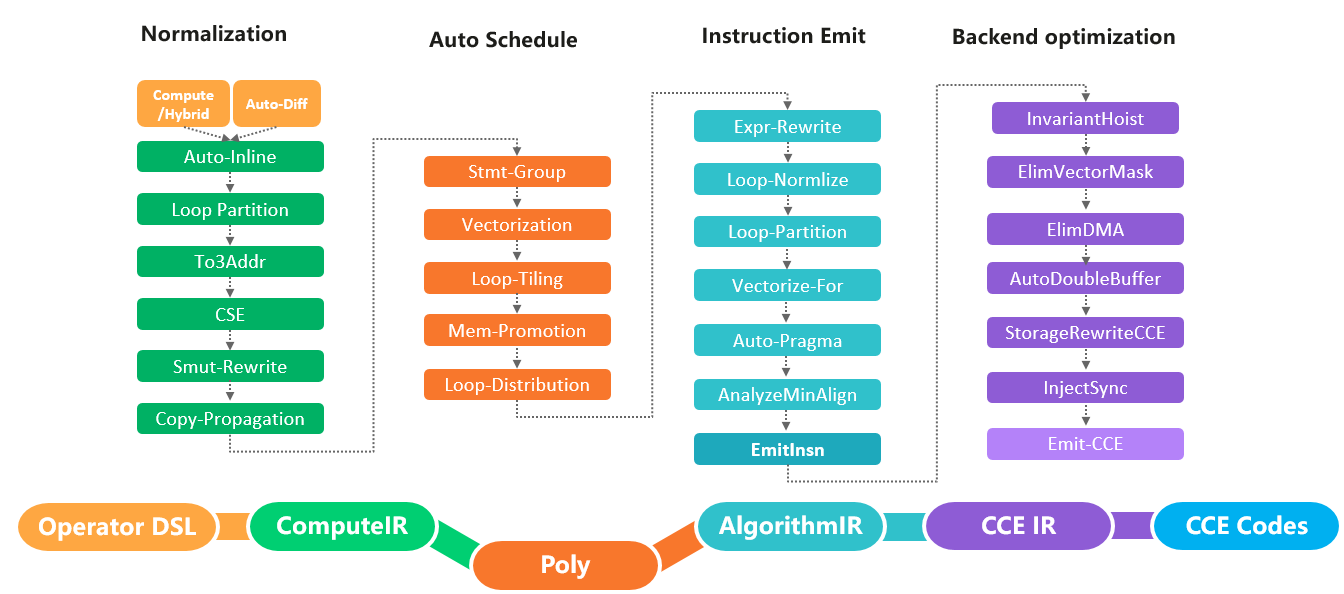 Normalization
Auto Schedule
Instruction Emit
Backend optimization
Compute
/Hybrid
Auto-Diff
Auto-Inline
Loop Partition
To3Addr
CSE
Smut-Rewrite
Copy-Propagation
Stmt-Group
Vectorization
Loop-Tiling
Mem-Promotion
Loop-Distribution
Expr-Rewrite
Loop-Normlize
Loop-Partition
Vectorize-For
Auto-Pragma
AnalyzeMinAlign
EmitInsn
InvariantHoist
ElimVectorMask
ElimDMA
AutoDoubleBuffer
StorageRewriteCCE
InjectSync
Emit-CCE
Operator DSL
ComputeIR
Poly
AlgorithmIR
CCE IR
CCE Codes